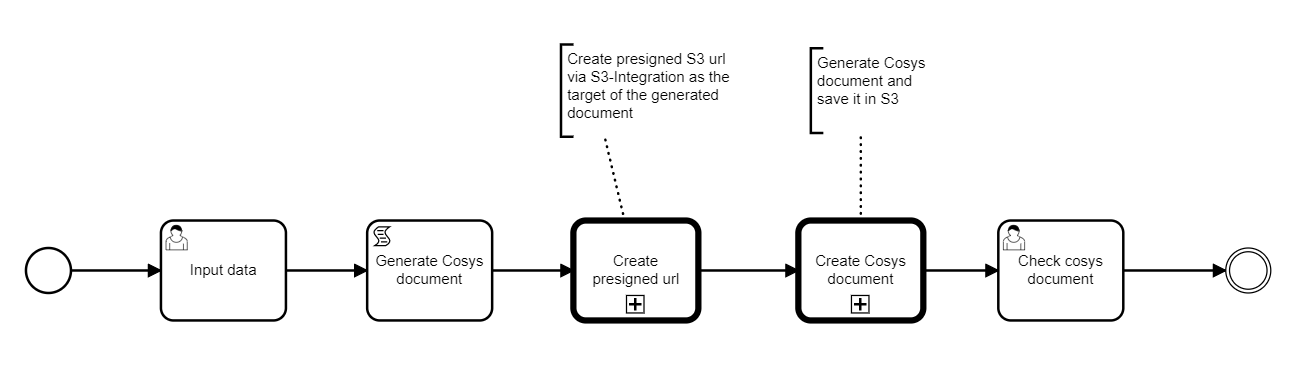 Create presigned S3 url
via S3-Integration as the
target of the generated
document
Generate Cosys
document and
save it in S3
Input data
Generate Cosys
document
Create
presigned url
Create Cosys
document
Check cosys
document